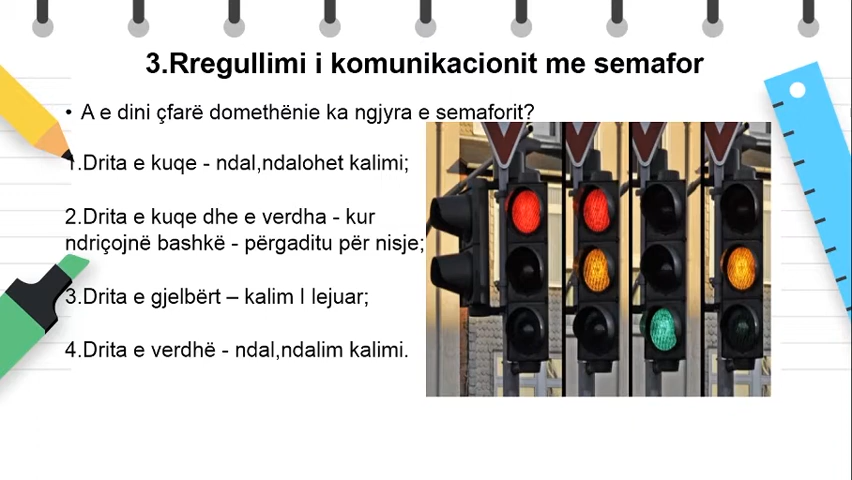 3.Rregullimi i komunikacionit me semafor
• A e dini çfarë domethënie ka ngjyra e semaforit?
1.Drita e kuqe - ndal,ndalohet kalimi;
2.Drita e kuqe dhe e verdha - kur
ndriçojnë bashkë - përgaditu për nisje;
3.Drita e gjelbërt – kalim I lejuar;
4.Drita e verdhë - ndal,ndalim kalimi.